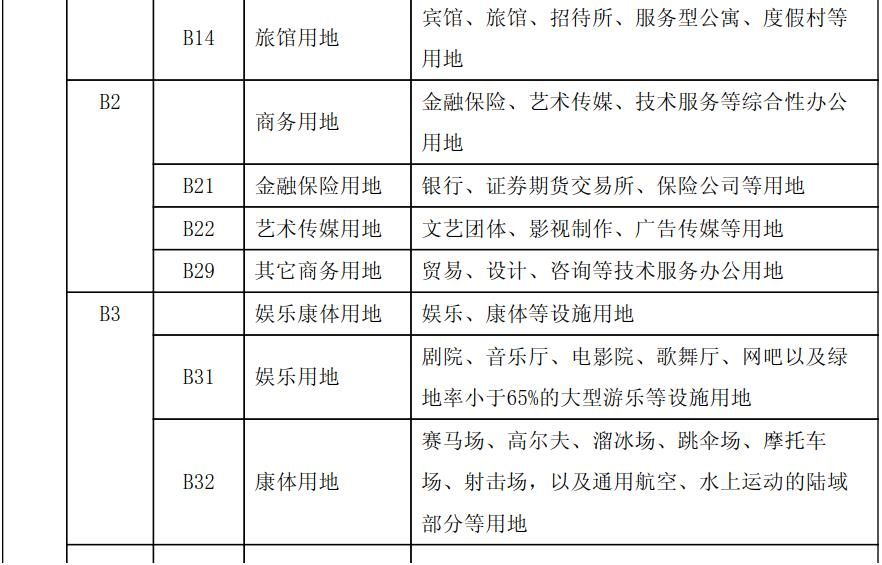 宾馆、旅馆、招待所、服务型公寓、度假村等
B14 旅馆用地
用地
B2
金融保险、艺术传媒、技术服务等综合性办公
商务用地
用地
B21 金融保险用地 银行、证券期货交易所、保险公司等用地
B22 艺术传媒用地 文艺团体、影视制作、广告传媒等用地
B29 其它商务用地 贸易、设计、咨询等技术服务办公用地
B3 娱乐康体用地 娱乐、康体等设施用地
剧院、音乐厅、电影院、歌舞厅、网吧以及绿
B31 娱乐用地
地率小于65%的大型游乐等设施用地
赛马场、高尔夫、溜冰场、跳伞场、摩托车
B32 康体用地 场、射击场，以及通用航空、水上运动的陆域
部分等用地